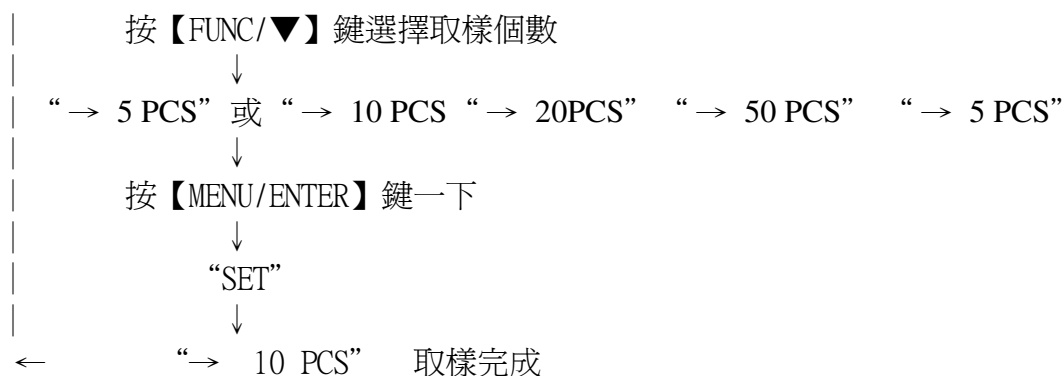 按【FUNC/▼】鍵選擇取樣個數
↓
“→ 5 PCS” 或 “→ 10 PCS “→ 20PCS” “→ 50 PCS” “→ 5 PCS”
↓
按【MENU/ENTER】鍵一下
↓
“SET”
↓
← “→ 10 PCS” 取樣完成